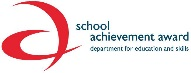 school
achievement award
department for education and skills